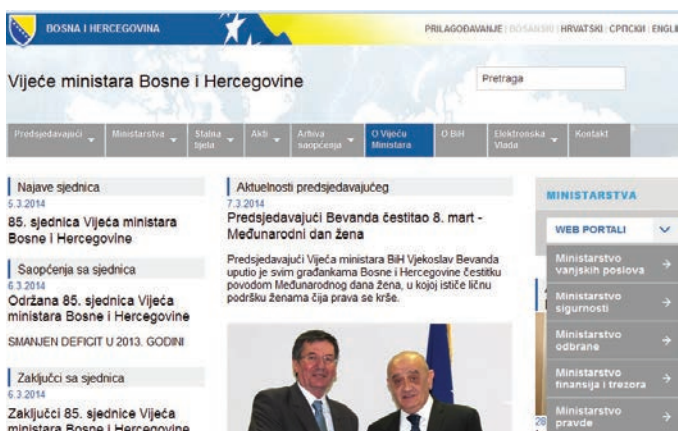 BOSNA I HERCEGOVINA
PRILAGOĐAVANJE | BOSANSKI | HRVATSKI | СРПСКИ | ENGLI
Vijeće ministara Bosne i Hercegovine
Pretraga
Predsjedavajući
Ministarstva
Stalna tijela
Akti
Arhiva saopćenja
O Vijeću Ministara
O BiH
Elektronska Vlada
Kontakt
Najave sjednica
5.3.2014
85. sjednica Vijeća ministara
Bosne i Hercegovine
Saopćenja sa sjednica
6.3.2014
Održana 85. sjednica Vijeća
ministara Bosne i Hercegovine
SMANJEN DEFICIT U 2013. GODINI
Zaključci sa sjednica
6.3.2014
Zaključci 85. sjednice Vijeća
ministara Bosne i Hercegovine
Aktuelnosti predsjedavajućeg
7.3.2014
Predsjedavajući Bevanda čestitao 8. mart -
Međunarodni dan žena
Predsjedavajući Vijeća ministara BiH Vjekoslav Bevanda
uputio je svim građankama Bosne i Hercegovine čestitku
povodom Međunarodnog dana žena, u kojoj ističe ličnu
podršku ženama čija prava se krše.
MINISTARSTVA
WEB PORTALI
Ministarstvo
vanjskih poslova
Ministarstvo
sigurnosti
Ministarstvo
odbrane
Ministarstvo
finansija i trezora
Ministarstvo
pravde
28